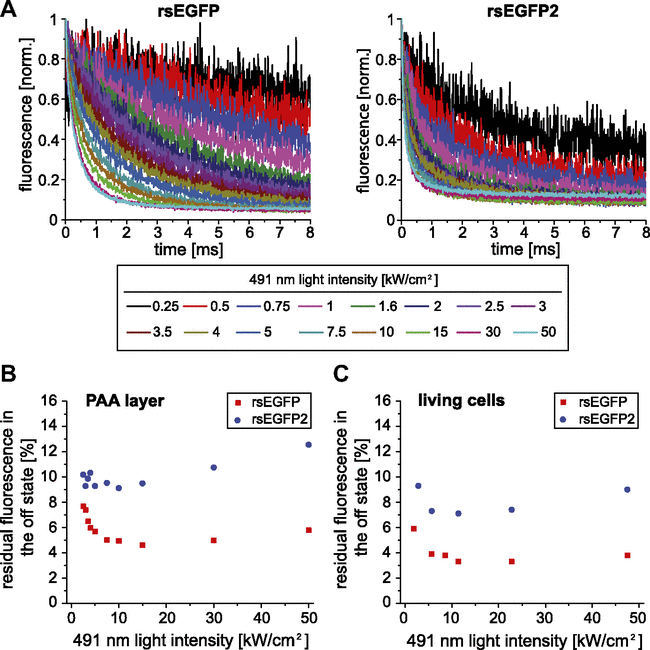 A
rsEGFP
rsEGFP2
fluorescence [norm.]
1
0.8
0.6
0.4
0.2
0
0 1 2 3 4 5 6 7 8
time [ms]
fluorescence [norm.]
1
0.8
0.6
0.4
0.2
0
0 1 2 3 4 5 6 7 8
time [ms]
491 nm light intensity [kW/cm²]
0.25 0.5 0.75 1 1.6 2 2.5 3
3.5 4 5 7.5 10 15 30 50
B
PAA layer
rsEGFP
rsEGFP2
residual fluorescence in
the off state [%]
16
14
12
10
8
6
4
2
0
0 10 20 30 40 50
491 nm light intensity [kW/cm²]
C
living cells
rsEGFP
rsEGFP2
residual fluorescence in
the off state [%]
16
14
12
10
8
6
4
2
0
0 10 20 30 40 50
491 nm light intensity [kW/cm²]